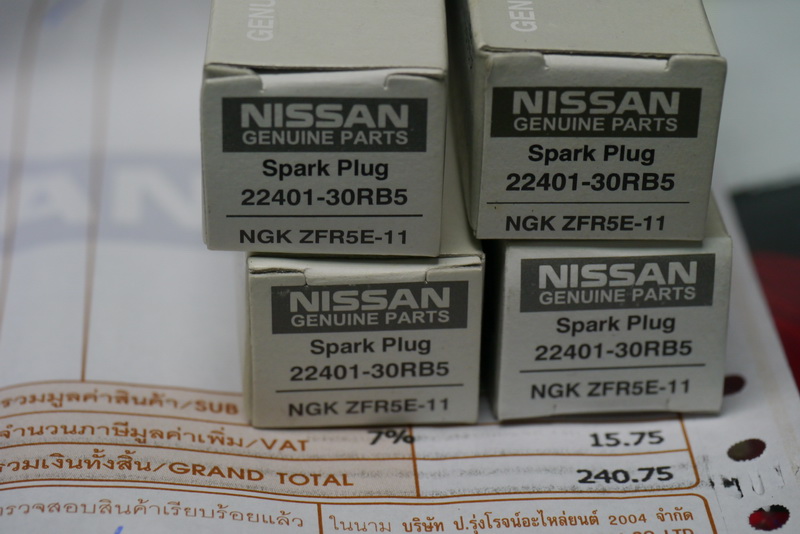 GEN
NISSAN
GENUINE PARTS
Spark Plug
22401-30RB5
NGK ZFR5E-11
GEN
NISSAN
GENUINE PARTS
Spark Plug
22401-30RB5
NGK ZFR5E-11
NISSAN
GENUINE PARTS
Spark Plug
22401-30RB5
NGK ZFR5E-11
NISSAN
GENUINE PARTS
Spark Plug
22401-30RB5
NGK ZFR5E-11
AN
รวมมูลค่าสินค้า/SUB
จำนวนภาษีมูลค่าเพิ่ม/VAT 7% 15.75
รวมเงินทั้งสิ้น/GRAND TOTAL 240.75
ตรวจสอบสินค้าเรียบร้อยแล้ว
ในนาม บริษัท ป.รุ่งโรจน์อะไหล่ยนต์ 2004 จำกัด
CO.,LTD.